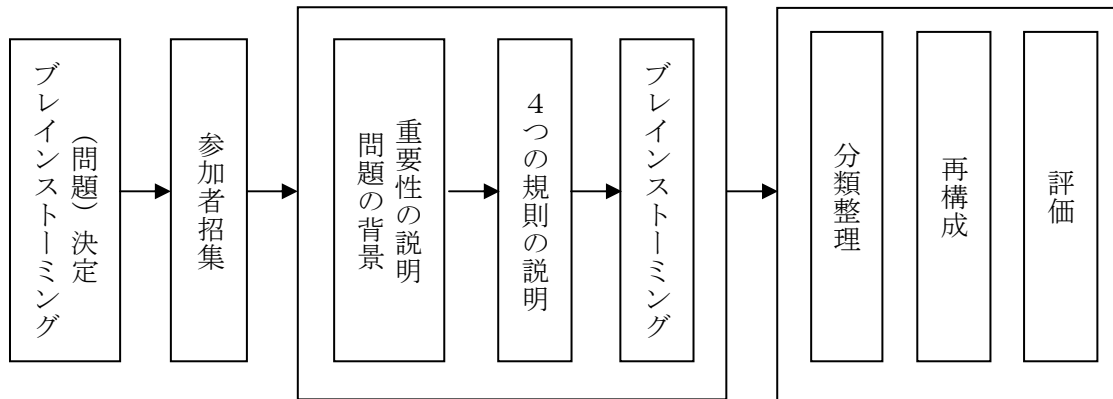 ブレインストーミング
（問題）決定
参加者招集
問題の背景
重要性の説明
４つの規則の説明
ブレインストーミング
分類整理
再構成
評価